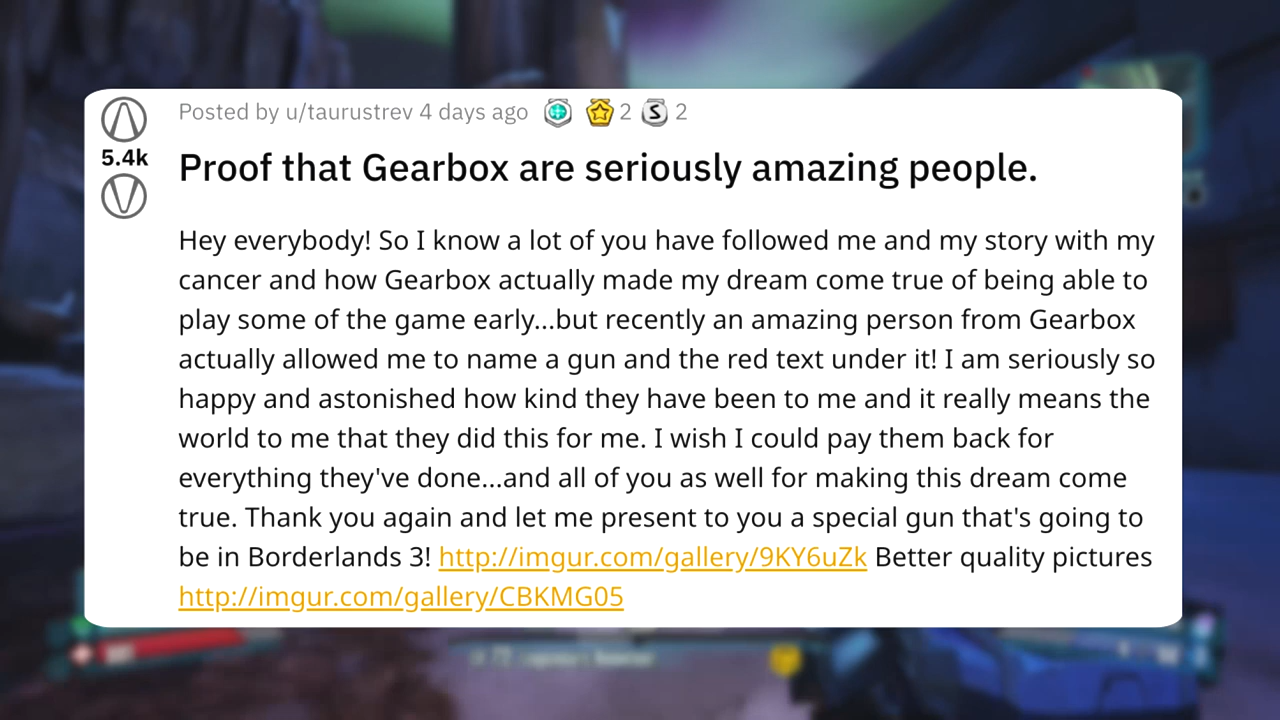 Posted by u/taurustrev 4 days ago 2 S 2
5.4k
Proof that Gearbox are seriously amazing people.
Hey everybody! So I know a lot of you have followed me and my story with my
cancer and how Gearbox actually made my dream come true of being able to
play some of the game early...but recently an amazing person from Gearbox
actually allowed me to name a gun and the red text under it! I am seriously so
happy and astonished how kind they have been to me and it really means the
world to me that they did this for me. I wish I could pay them back for
everything they've done...and all of you as well for making this dream come
true. Thank you again and let me present to you a special gun that's going to
be in Borderlands 3! http://imgur.com/gallery/9KY6uZk Better quality pictures
http://imgur.com/gallery/CBKMG05